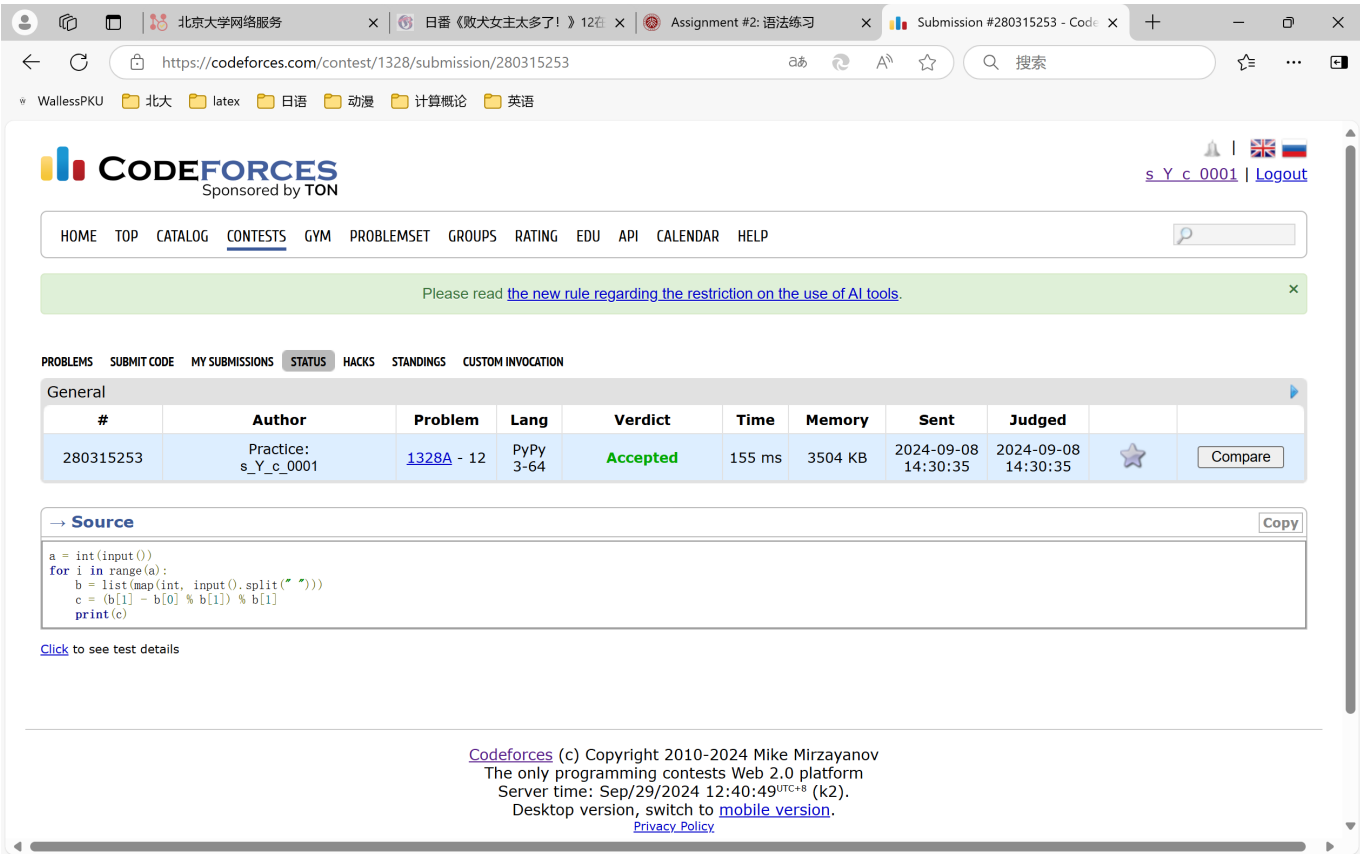 北京大学网络服务
日番《败犬女主太多了！》12在
Assignment #2: 语法练习
Submission #280315253 - Code
https://codeforces.com/contest/1328/submission/280315253
搜索
WallessPKU 北大 latex 日语 动漫 计算概论 英语
CODEFORCES
Sponsored by TON
s_Y_c_0001 | Logout
HOME TOP CATALOG CONTESTS GYM PROBLEMSET GROUPS RATING EDU API CALENDAR HELP
Please read the new rule regarding the restriction on the use of AI tools.
PROBLEMS SUBMIT CODE MY SUBMISSIONS STATUS HACKS STANDINGS CUSTOM INVOCATION
General
# Author Problem Lang Verdict Time Memory Sent Judged
280315253 Practice: s_Y_c_0001 1328A - 12 PyPy 3-64 Accepted 155 ms 3504 KB 2024-09-08 14:30:35 2024-09-08 14:30:35 Compare
→ Source
Copy
a = int(input())
for i in range(a):
    b = list(map(int, input().split(" ")))
    c = (b[1] - b[0] % b[1]) % b[1]
    print(c)
Click to see test details
Codeforces (c) Copyright 2010-2024 Mike Mirzayanov
The only programming contests Web 2.0 platform
Server time: Sep/29/2024 12:40:49UTC+8 (k2).
Desktop version, switch to mobile version.
Privacy Policy